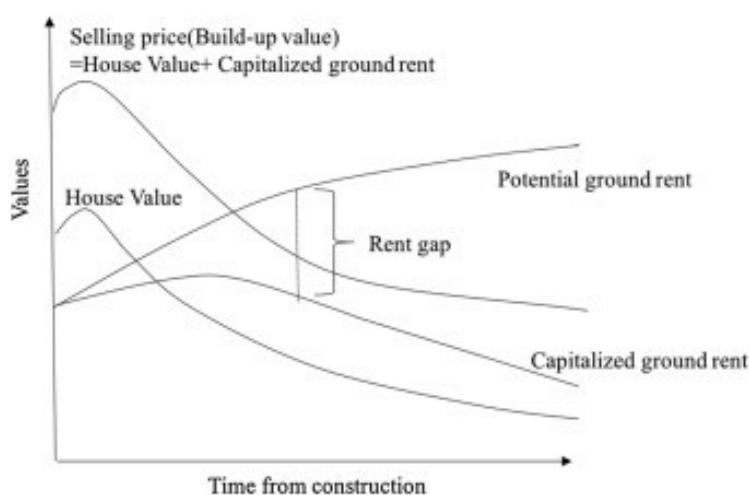 Selling price(Build-up value)
=House Value+ Capitalized ground rent
Potential ground rent
House Value
Rent gap
Capitalized ground rent
Values
Time from construction